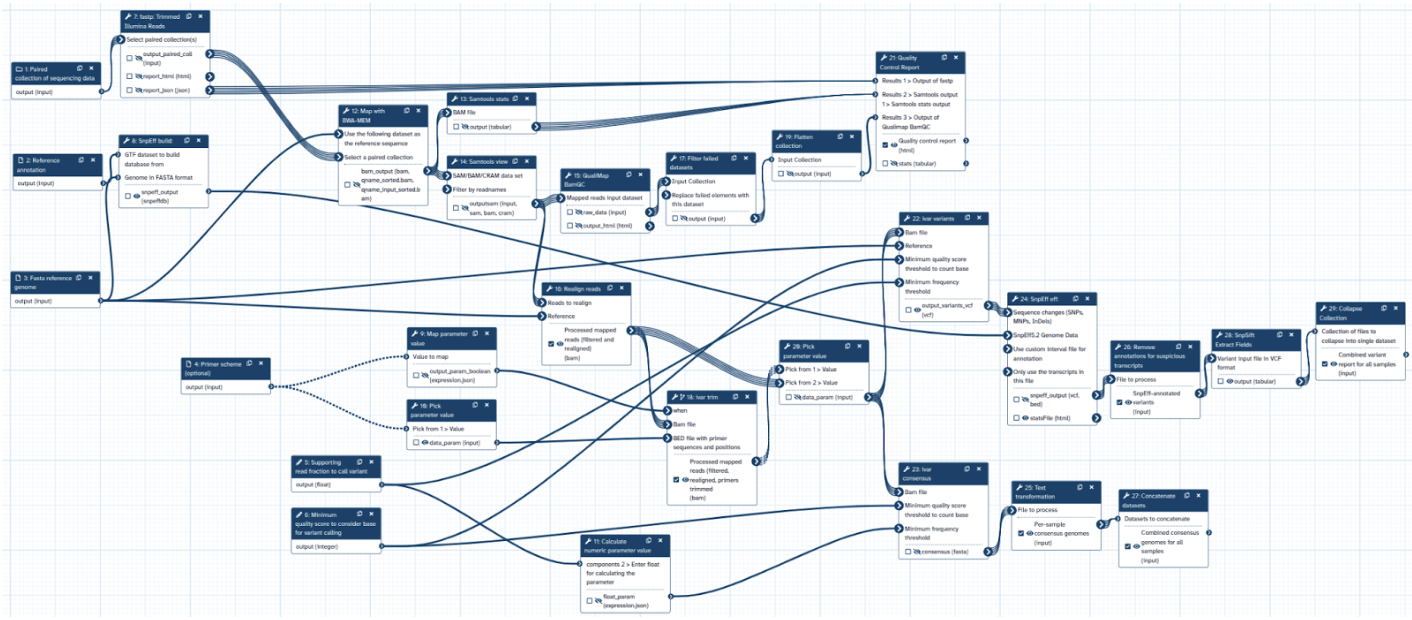 7: fastp: Trimmed
Illumina Reads
Select paired collection(s)
output_paired_coll
(input)
report_html (html)
report_json (json)
1: Paired
collection of sequencing data
output (input)
8: SnpEff build:
GTF dataset to build
database from
Genome in FASTA format
snpeff_output
(snpeffdb)
2: Reference
annotation
output (input)
3: Fasta reference
genome
output (input)
12: Map with
BWA-MEM
Use the following dataset as
the reference sequence
Select a paired collection
bam_output (bam,
qname_sorted.bam,
qname_input_sorted.b
am)
13: Samtools stats
BAM file
output (tabular)
14: Samtools view
SAM/BAM/CRAM data set
Filter by readnames
outputsam (input,
sam, bam, cram)
15: QualiMap
BamQC
Mapped reads input dataset
raw_data (input)
output_html (html)
17: Filter failed
datasets
Input Collection
Replace failed elements with
this dataset
output (input)
19: Flatten
collection
Input Collection
output (input)
21: Quality
Control Report
Results 1 > Output of fastp
Results 2 > Samtools output
1 > Samtools stats output
Results 3 > Output of
Qualimap BamQC
Quality control report
(html)
stats (tabular)
22: ivar variants
Bam file
Reference
Minimum quality score
threshold to count base
Minimum frequency
threshold
output_variants_vcf
(vcf)
16: Realign reads
Reads to realign
Reference
Processed mapped
reads (filtered and
realigned)
(bam)
4: Primer scheme
(optional)
output (input)
9: Map parameter
value
Value to map
output_param_boolean
(expression.json)
10: Pick
parameter value
Pick from 1 > Value
data_param (input)
20: Pick
parameter value
Pick from 1 > Value
Pick from 2 > Value
data_param (input)
18: ivar trim
when
Bam file
BED file with primer
sequences and positions
Processed mapped
reads (filtered,
realigned, primers
trimmed
(bam)
24: SnpEff eff:
Sequence changes (SNPs,
MNPs, InDels)
SnpEff5.2 Genome Data
Use custom interval file for
annotation
Only use the transcripts in
this file
snpeff_output (vcf,
bed)
statsFile (html)
26: Remove
annotations for suspicious
transcripts
File to process
SnpEff-annotated
variants
(input)
28: SnpSift
Extract Fields
Variant input file in VCF
format
output (tabular)
29: Collapse
Collection
Collection of files to
collapse into single dataset
Combined variant
report for all samples
(input)
5: Supporting
read fraction to call variant
output (float)
6: Minimum
quality score to consider base
for variant calling
output (integer)
11: Calculate
numeric parameter value
components 2 > Enter float
for calculating the
parameter
float_param
(expression.json)
23: ivar
consensus
Bam file
Minimum quality score
threshold to count base
Minimum frequency
threshold
consensus (fasta)
25: Text
transformation
File to process
Per-sample
consensus genomes
(input)
27: Concatenate
datasets
Datasets to concatenate
Combined consensus
genomes for all
samples
(input)